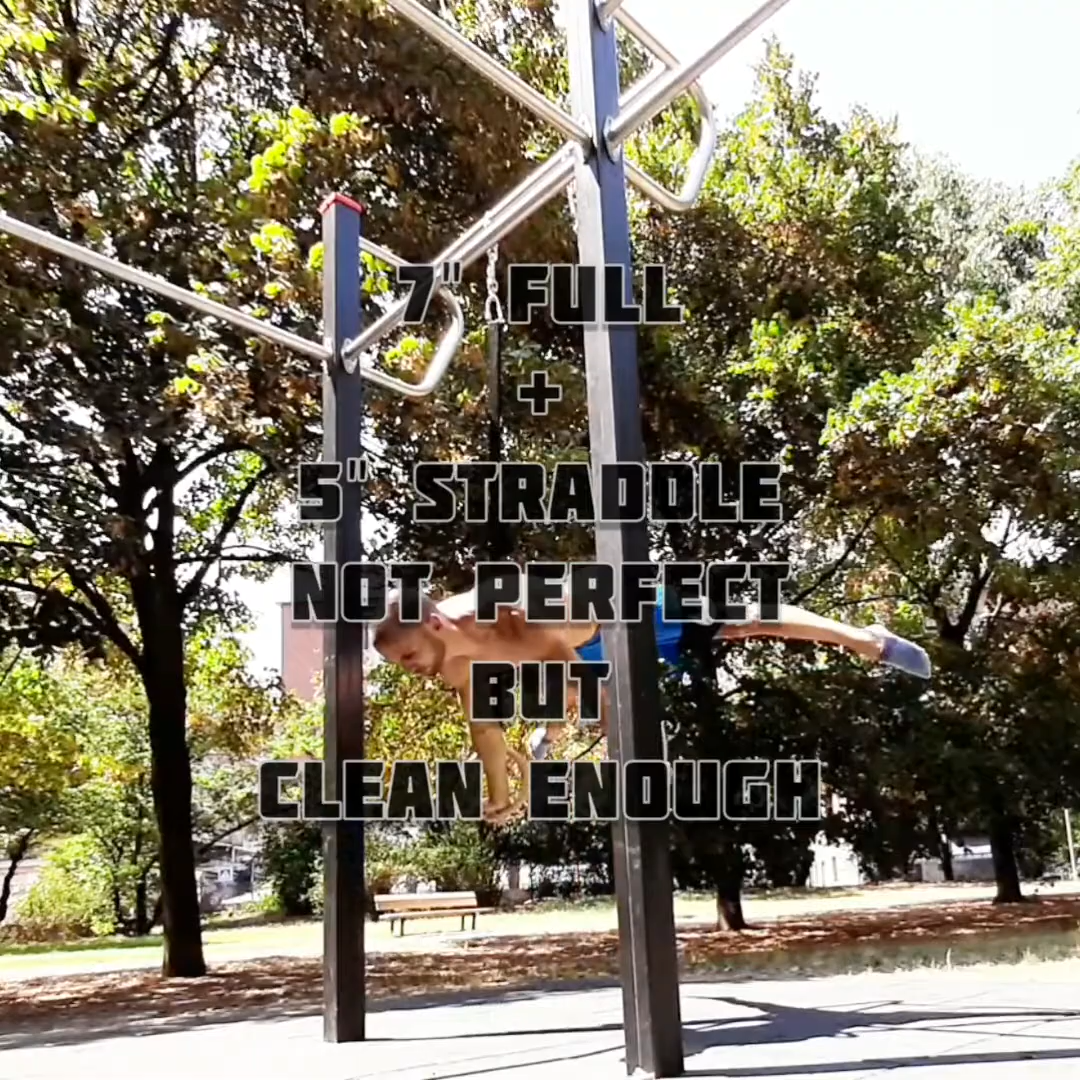 7" FULL
+
5" STRADDLE
NOT PERFECT
BUT
CLEAN ENOUGH